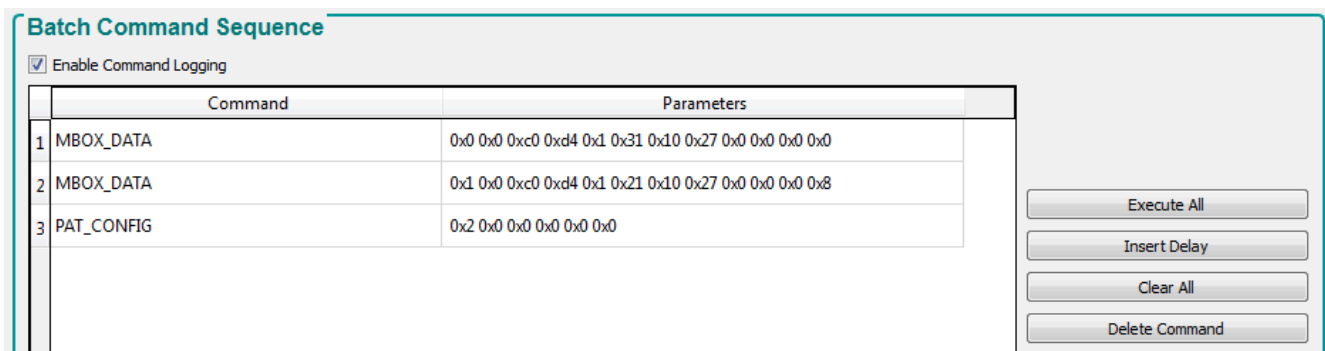 Batch Command Sequence
Enable Command Logging
Command Parameters
1 MBOX_DATA 0x0 0x0 0xc0 0xd4 0x1 0x31 0x10 0x27 0x0 0x0 0x0 0x0
2 MBOX_DATA 0x1 0x0 0xc0 0xd4 0x1 0x21 0x10 0x27 0x0 0x0 0x0 0x8
3 PAT_CONFIG 0x2 0x0 0x0 0x0 0x0 0x0
Execute All
Insert Delay
Clear All
Delete Command